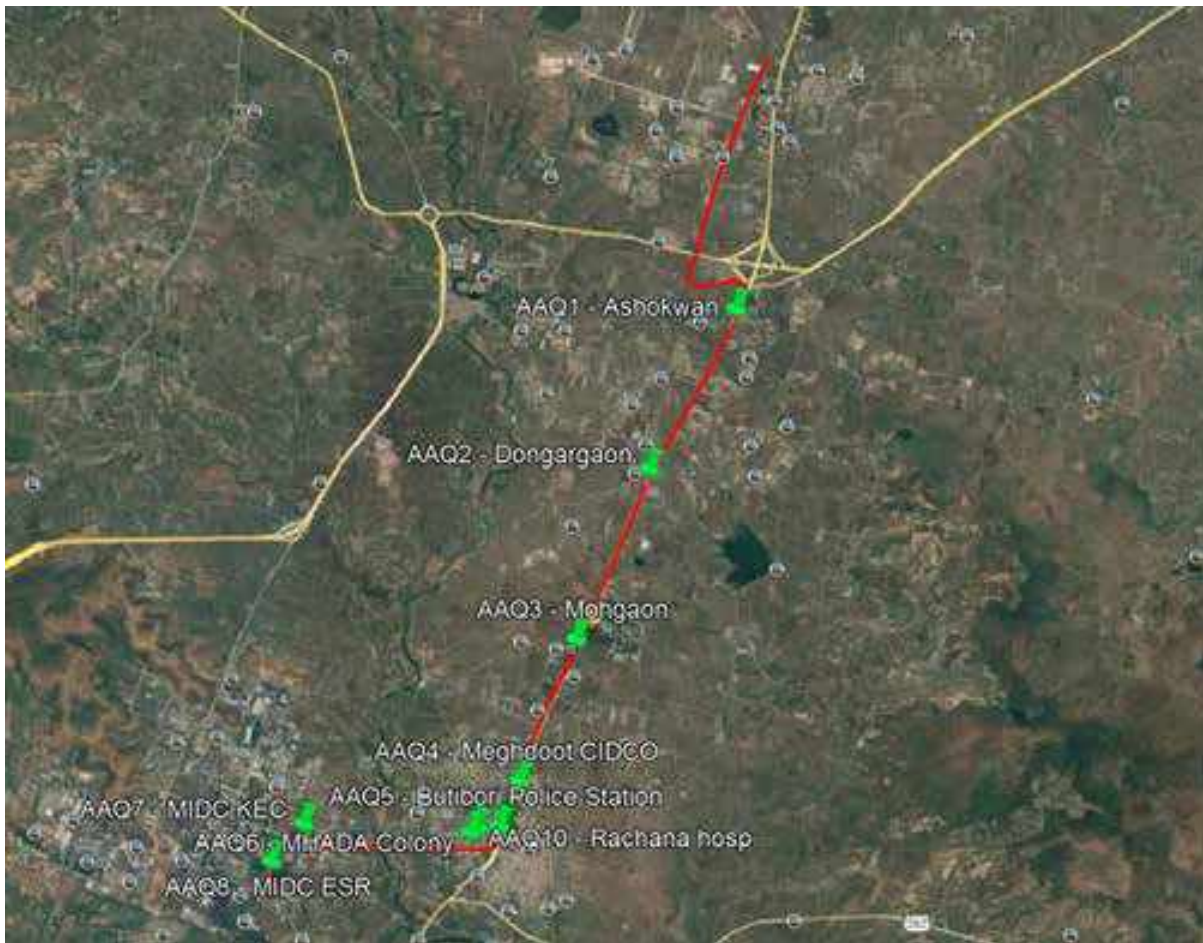 AAQ1 - Ashokwan
AAQ2 - Dongargaon
AAQ3 - Mohgaon
AAQ4 - Meghdoot CIDCO
AAQ5 - Butibori Police Station
AAQ7 - MIDC KEC
AAQ6 - MHADA Colony
AAQ10 - Rachana hosp
AAQ8 - MIDC ESR